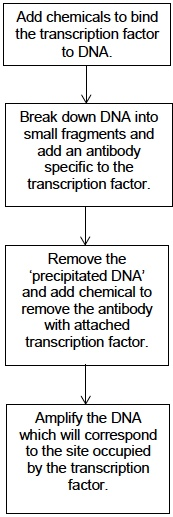 Add chemicals to bind
the transcription factor
to DNA.
Break down DNA into
small fragments and
add an antibody
specific to the
transcription factor.
Remove the
‘precipitated DNA’
and add chemical to
remove the antibody
with attached
transcription factor.
Amplify the DNA
which will correspond
to the site occupied
by the transcription
factor.